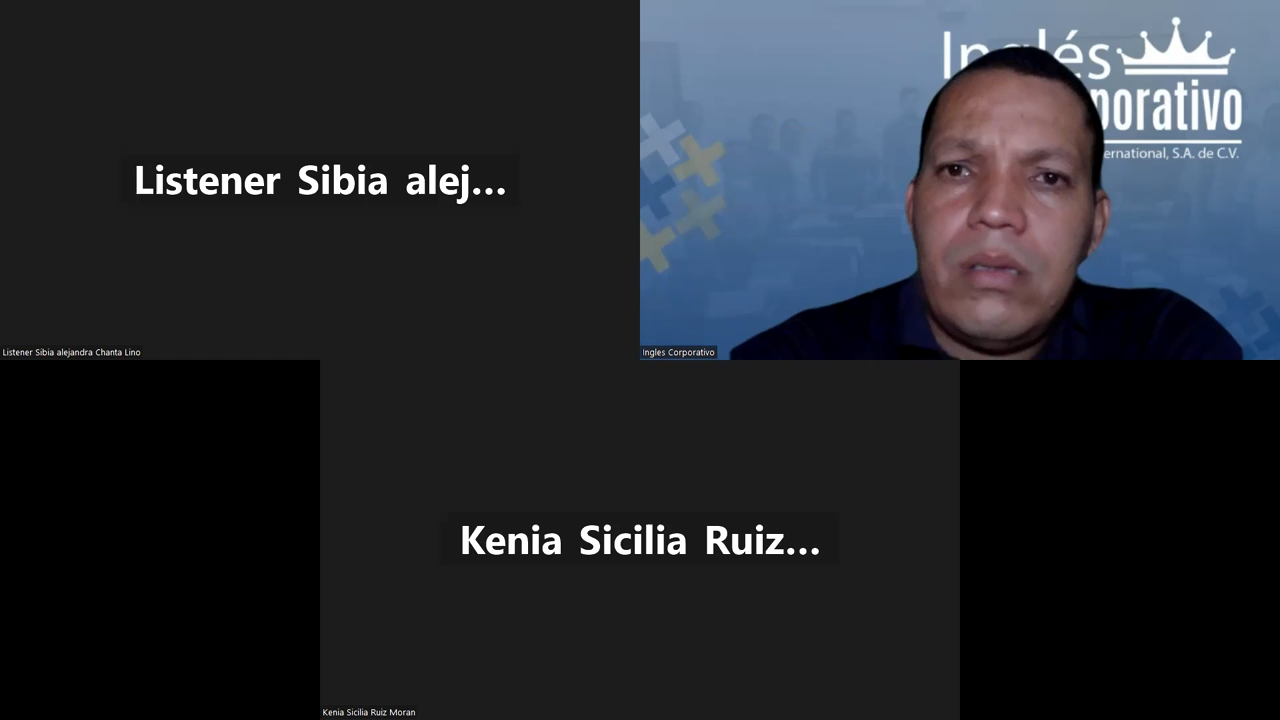 Listener Sibia alej...
Listener Sibia alejandra Chanta Lino
Inglés
porativo
ernational, S.A. de C.V.
Ingles Corporativo
Kenia Sicilia Ruiz...
Kenia Sicilia Ruiz Moran